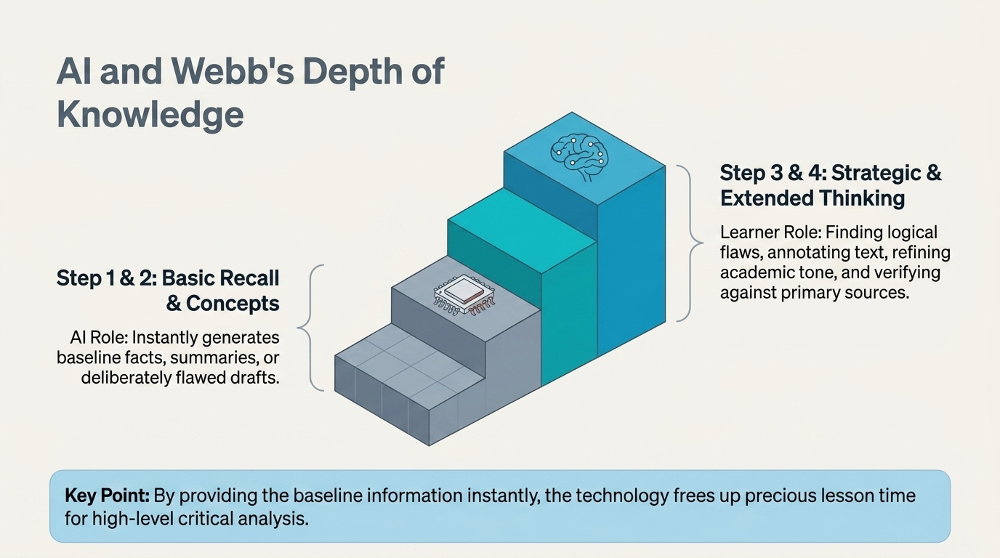 AI and Webb's Depth of
Knowledge
Step 1 & 2: Basic Recall
& Concepts
AI Role: Instantly generates
baseline facts, summaries, or
deliberately flawed drafts.
Step 3 & 4: Strategic &
Extended Thinking
Learner Role: Finding logical
flaws, annotating text, refining
academic tone, and verifying
against primary sources.
Key Point: By providing the baseline information instantly, the technology frees up precious lesson time
for high-level critical analysis.